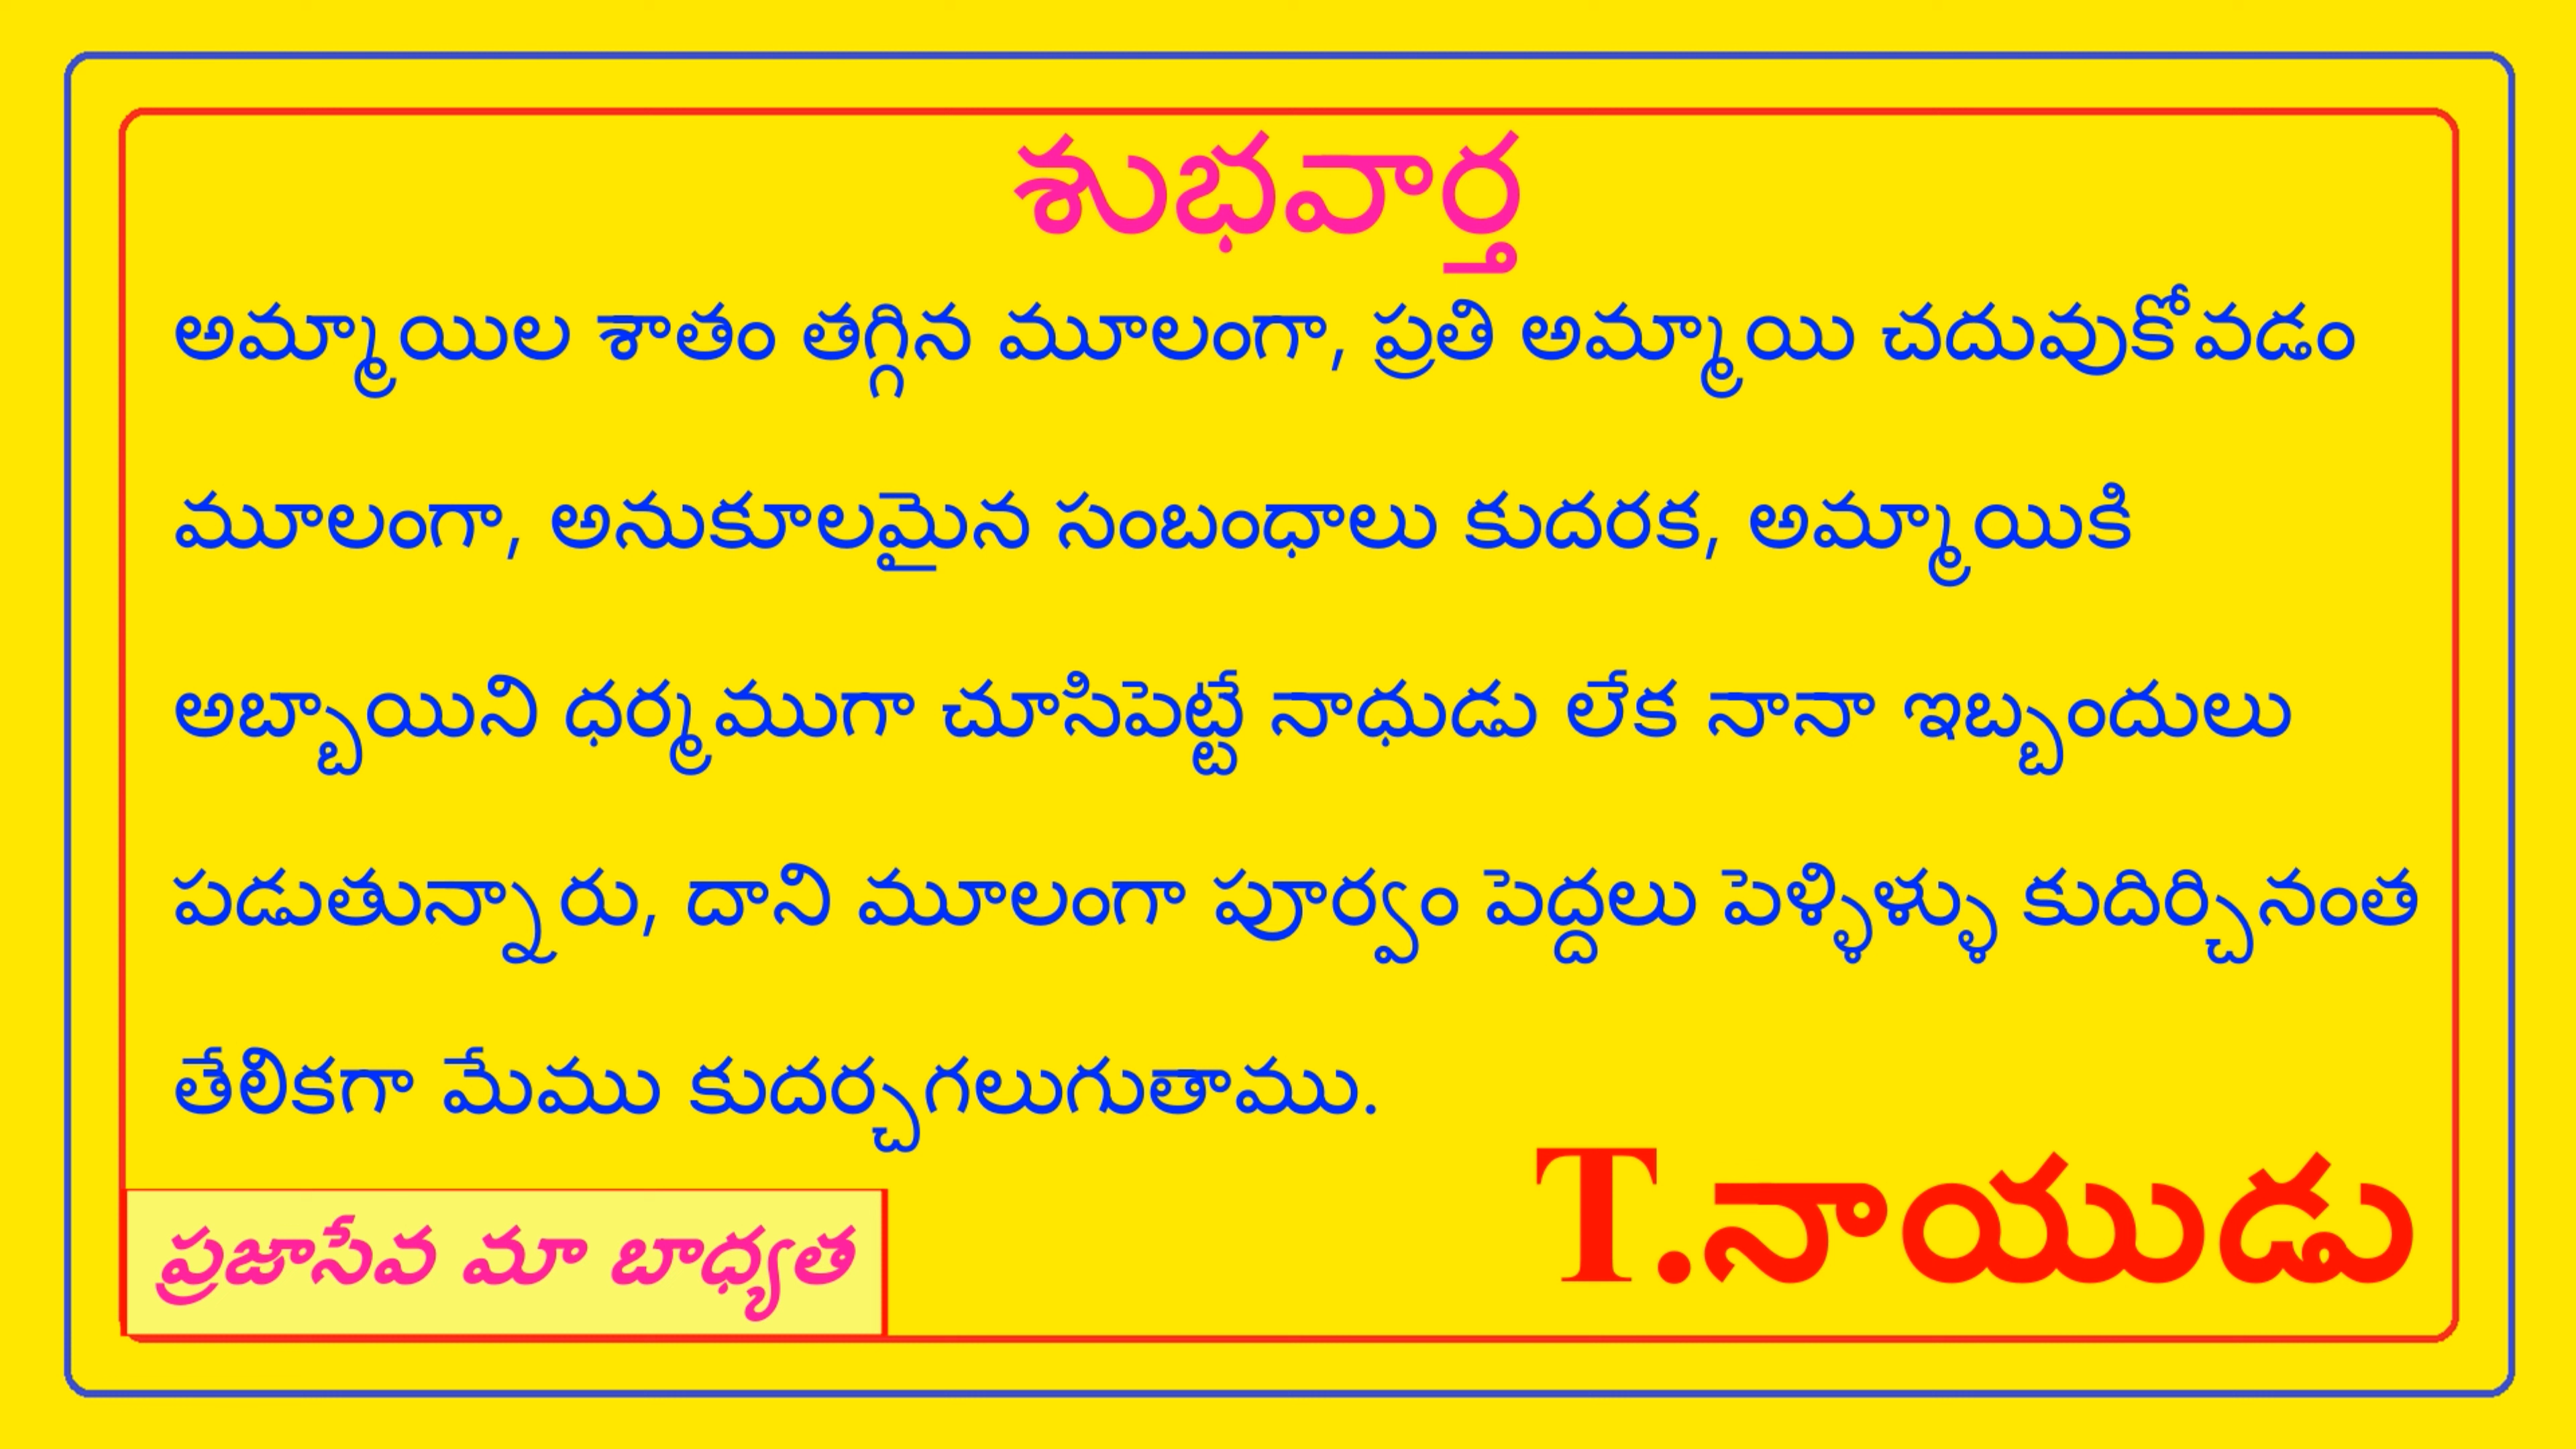 శుభవార్త
అమ్మాయిల శాతం తగ్గిన మూలంగా, ప్రతి అమ్మాయి చదువుకోవడం
మూలంగా, అనుకూలమైన సంబంధాలు కుదరక, అమ్మాయికి
అబ్బాయిని ధర్మముగా చూసిపెట్టే నాధుడు లేక నానా ఇబ్బందులు
పడుతున్నారు, దాని మూలంగా పూర్వం పెద్దలు పెళ్ళిళ్ళు కుదిర్చినంత
తేలికగా మేము కుదర్చగలుగుతాము.
T.నాయుడు
ప్రజాసేవ మా బాధ్యత